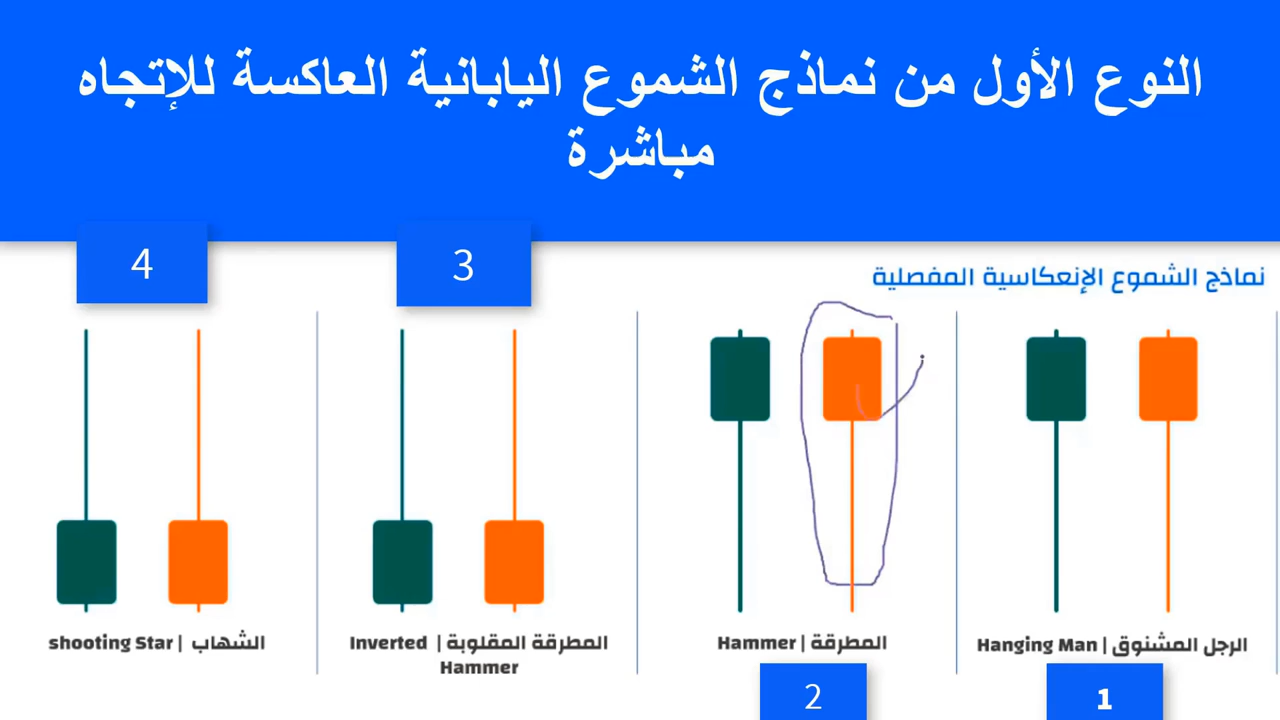 النوع الأول من نماذج الشموع اليابانية العاكسة للإتجاه
مباشرة
4
3
نماذج الشموع الإنعكاسية المفصلية
الرجل المشنوق | Hanging Man
المطرقة | Hammer
المطرقة المقلوبة | Inverted
Hammer
الشهاب | shooting Star
1
2